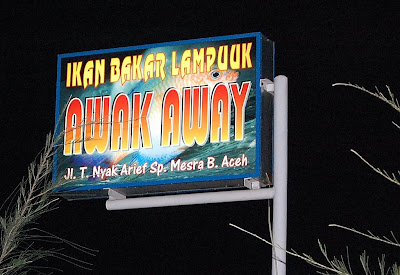 IKAN BAKAR LAMPUUK
AWAK AWAY
Jl. T. Nyak Arief Sp. Mesra B. Aceh